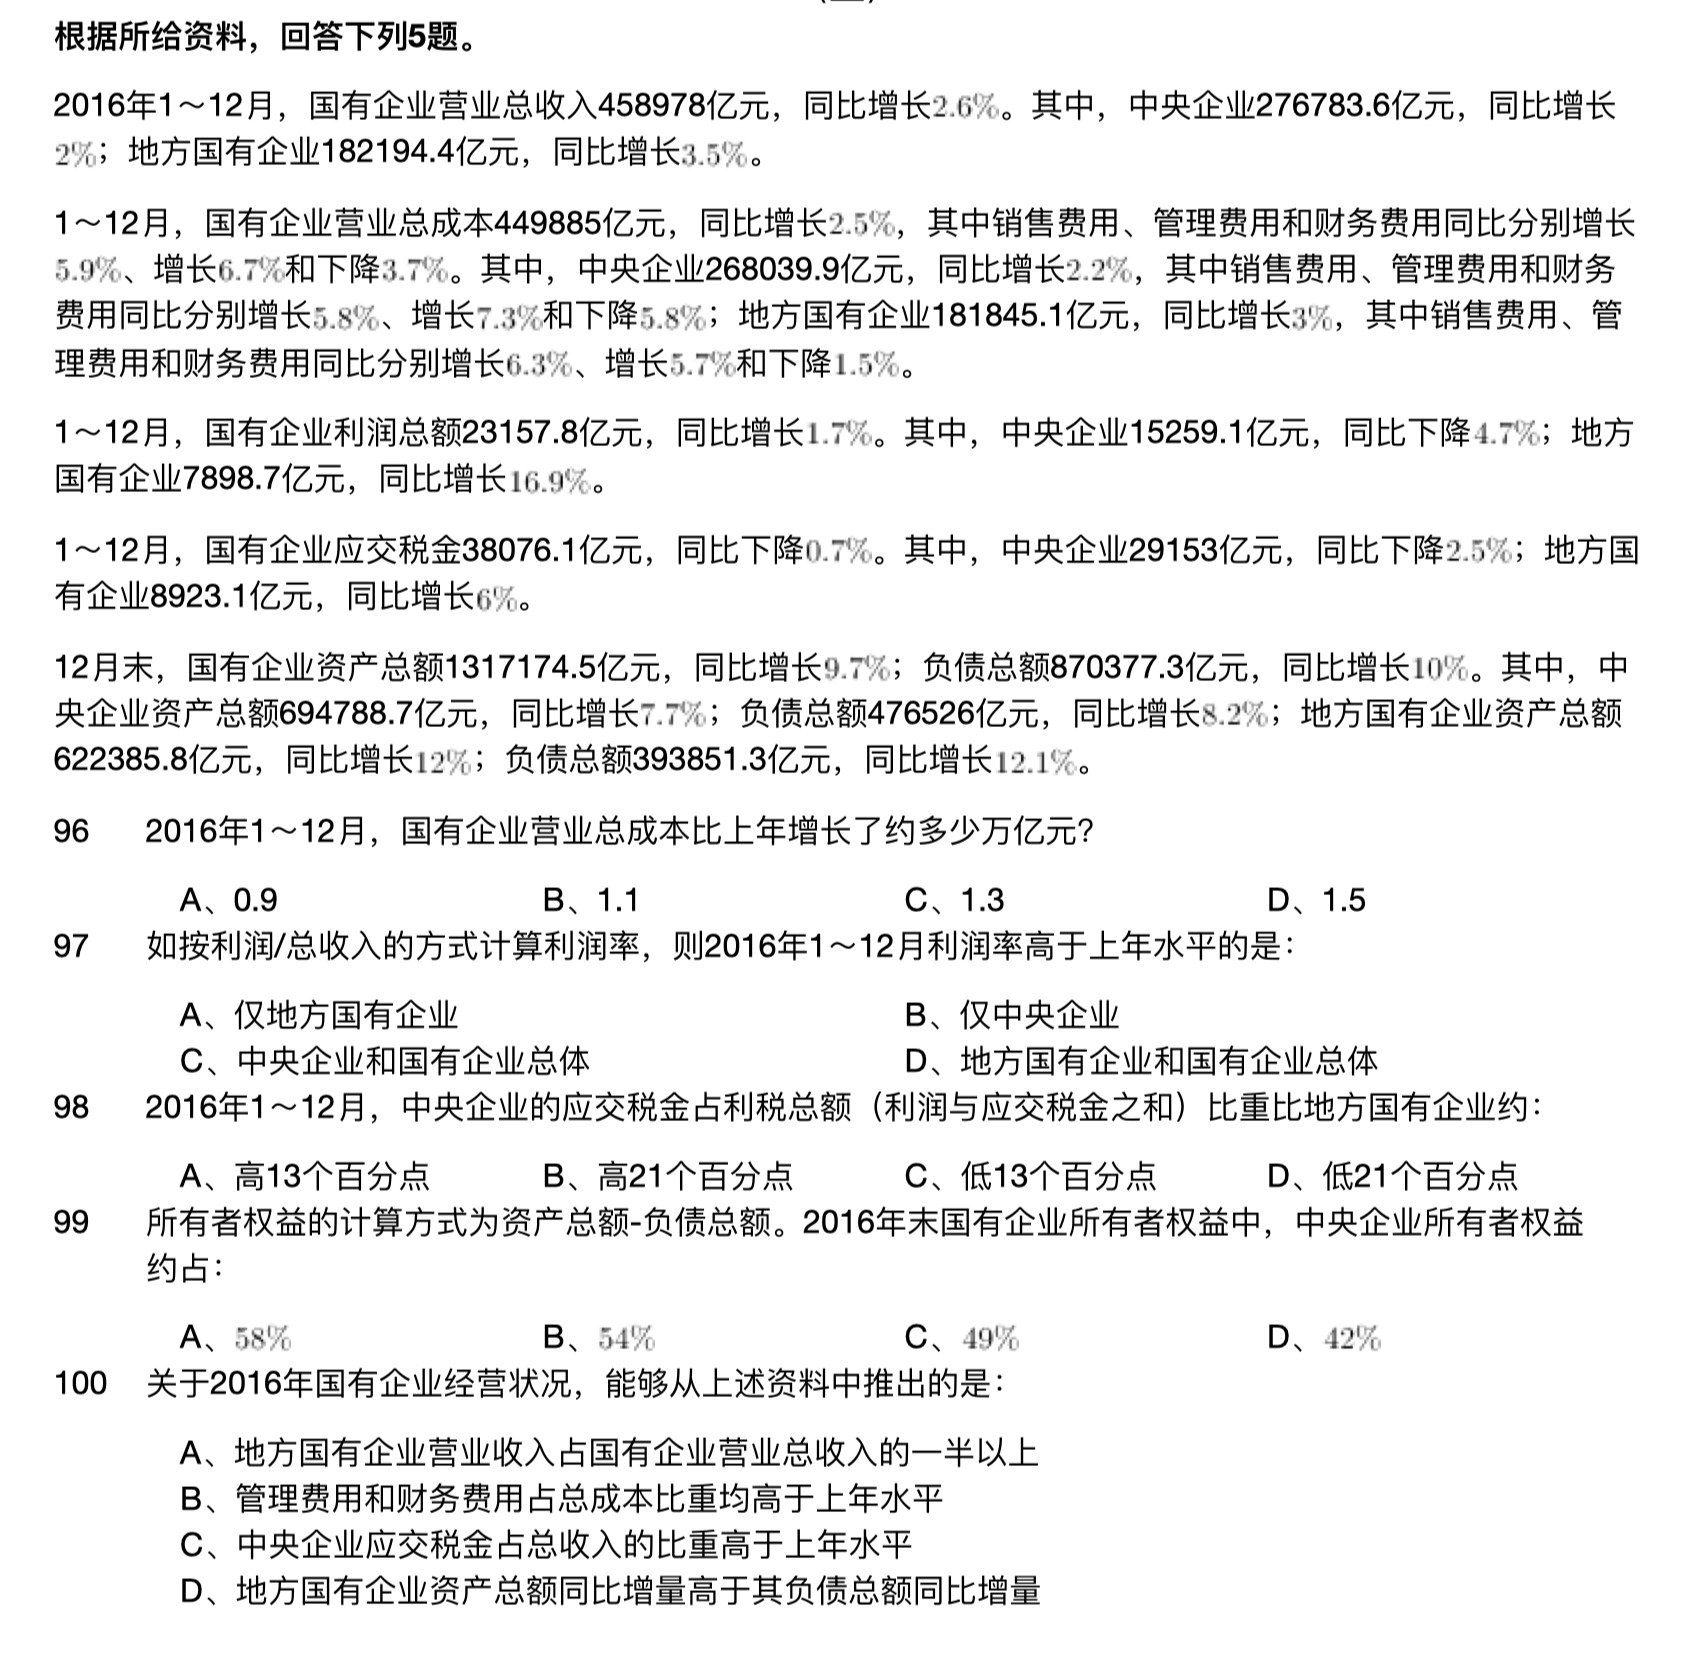 根据所给资料，回答下列5题。
2016年1～12月，国有企业营业总收入458978亿元，同比增长2.6%。其中，中央企业276783.6亿元，同比增长
2%；地方国有企业182194.4亿元，同比增长3.5%。
1～12月，国有企业营业总成本449885亿元，同比增长2.5%，其中销售费用、管理费用和财务费用同比分别增长
5.9%、增长6.7%和下降3.7%。其中，中央企业268039.9亿元，同比增长2.2%，其中销售费用、管理费用和财务
费用同比分别增长5.8%、增长7.3%和下降5.8%；地方国有企业181845.1亿元，同比增长3%，其中销售费用、管
理费用和财务费用同比分别增长6.3%、增长5.7%和下降1.5%。
1～12月，国有企业利润总额23157.8亿元，同比增长1.7%。其中，中央企业15259.1亿元，同比下降4.7%；地方
国有企业7898.7亿元，同比增长16.9%。
1～12月，国有企业应交税金38076.1亿元，同比下降0.7%。其中，中央企业29153亿元，同比下降2.5%；地方国
有企业8923.1亿元，同比增长6%。
12月末，国有企业资产总额1317174.5亿元，同比增长9.7%；负债总额870377.3亿元，同比增长10%。其中，中
央企业资产总额694788.7亿元，同比增长7.7%；负债总额476526亿元，同比增长8.2%；地方国有企业资产总额
622385.8亿元，同比增长12%；负债总额393851.3亿元，同比增长12.1%。
96 2016年1～12月，国有企业营业总成本比上年增长了约多少万亿元？
A、0.9 B、1.1 C、1.3 D、1.5
97 如按利润/总收入的方式计算利润率，则2016年1～12月利润率高于上年水平的是：
A、仅地方国有企业 B、仅中央企业
C、中央企业和国有企业总体 D、地方国有企业和国有企业总体
98 2016年1～12月，中央企业的应交税金占利税总额（利润与应交税金之和）比重比地方国有企业约：
A、高13个百分点 B、高21个百分点 C、低13个百分点 D、低21个百分点
99 所有者权益的计算方式为资产总额-负债总额。2016年末国有企业所有者权益中，中央企业所有者权益
约占：
A、58% B、54% C、49% D、42%
100 关于2016年国有企业经营状况，能够从上述资料中推出的是：
A、地方国有企业营业收入占国有企业营业总收入的一半以上
B、管理费用和财务费用占总成本比重均高于上年水平
C、中央企业应交税金占总收入的比重高于上年水平
D、地方国有企业资产总额同比增量高于其负债总额同比增量